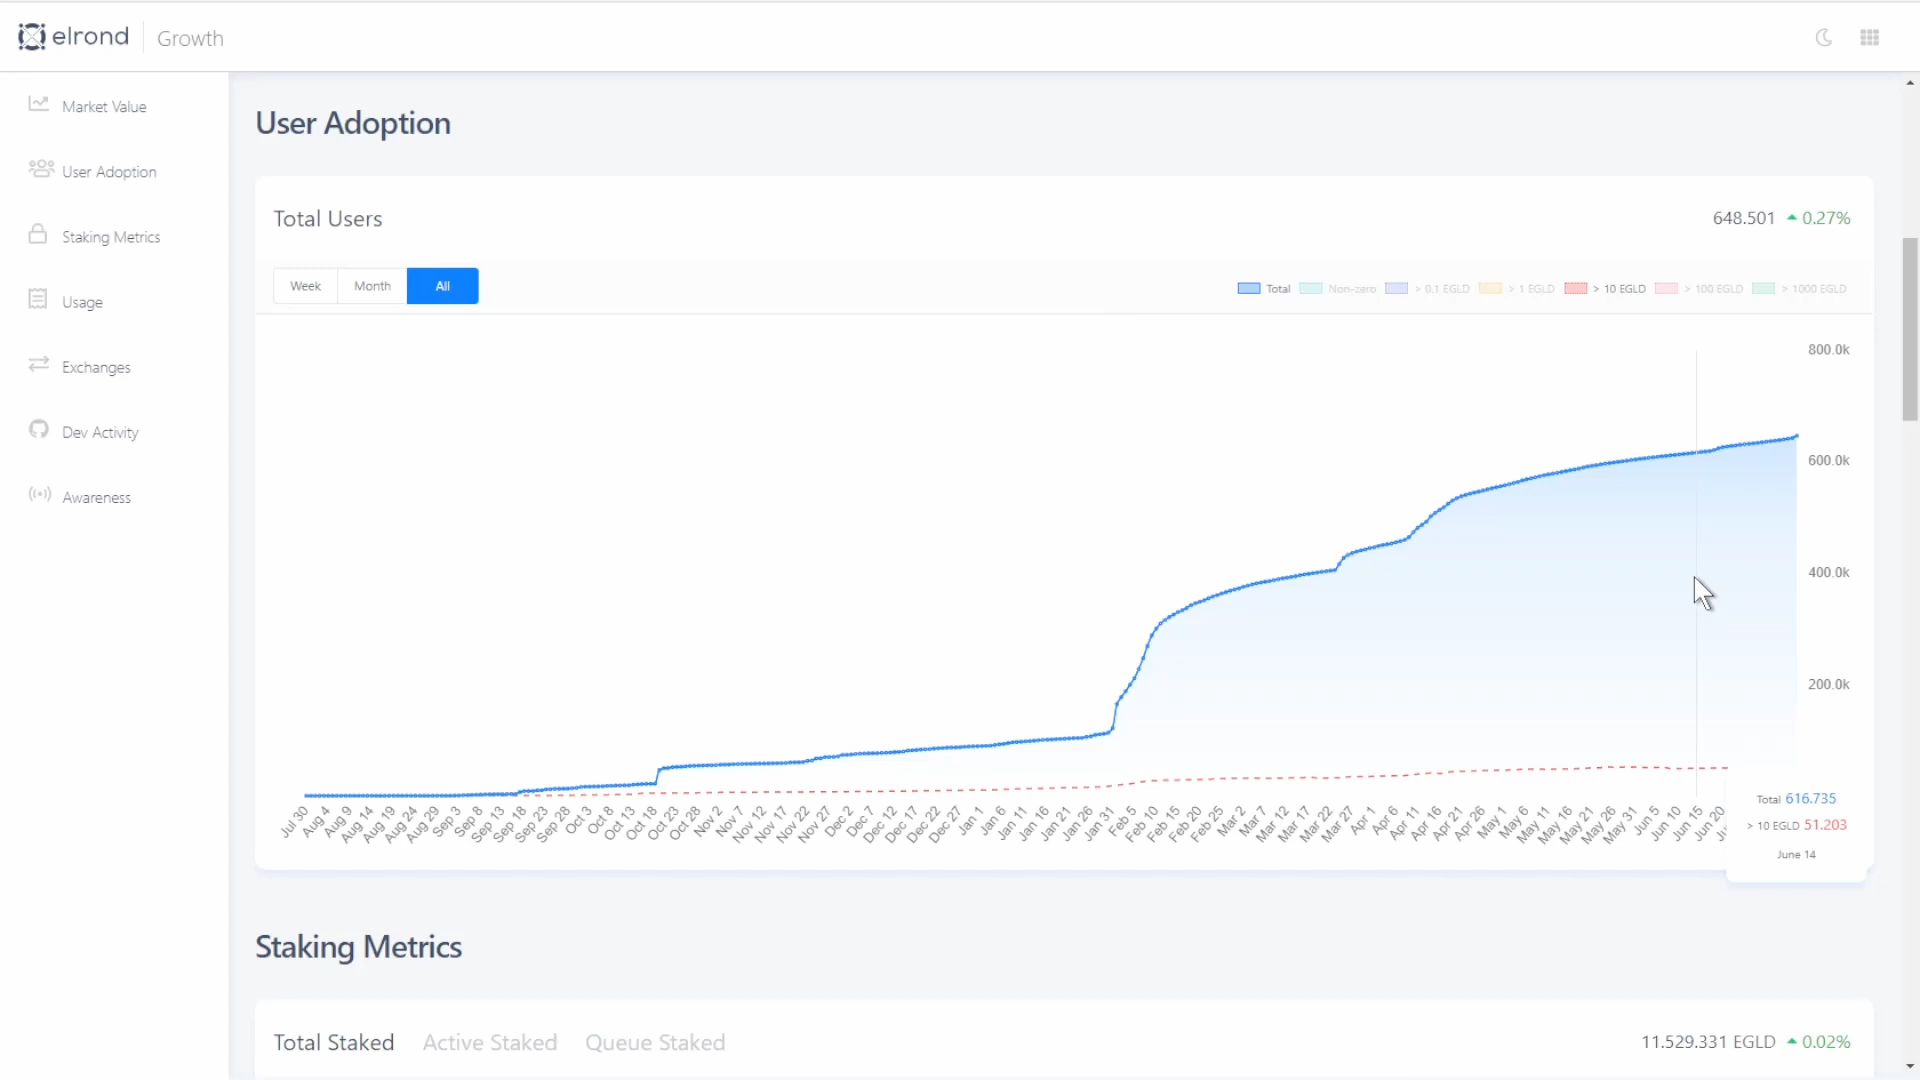 elrond Growth
Market Value
User Adoption
Staking Metrics
Usage
Exchanges
Dev Activity
Awareness
User Adoption
Total Users
648.501 0.27%
Week Month All
Total Non-zero > 0.1 EGLD > 1 EGLD > 10 EGLD > 100 EGLD > 1000 EGLD
800.0k
600.0k
400.0k
200.0k
Jul 30 Aug 4 Aug 9 Aug 14 Aug 19 Aug 24 Aug 29 Sep 3 Sep 8 Sep 13 Sep 18 Sep 23 Sep 28 Oct 3 Oct 8 Oct 13 Oct 18 Oct 23 Oct 28 Nov 2 Nov 7 Nov 12 Nov 17 Nov 22 Nov 27 Dec 2 Dec 7 Dec 12 Dec 17 Dec 22 Dec 27 Jan 1 Jan 6 Jan 11 Jan 16 Jan 21 Jan 26 Jan 31 Feb 5 Feb 10 Feb 15 Feb 20 Feb 25 Mar 2 Mar 7 Mar 12 Mar 17 Mar 22 Mar 27 Apr 1 Apr 6 Apr 11 Apr 16 Apr 21 Apr 26 May 1 May 6 May 11 May 16 May 21 May 26 May 31 Jun 5 Jun 10 Jun 15 Jun 20
Total 616.735
> 10 EGLD 51.203
June 14
Staking Metrics
Total Staked Active Staked Queue Staked
11.529.331 EGLD 0.02%